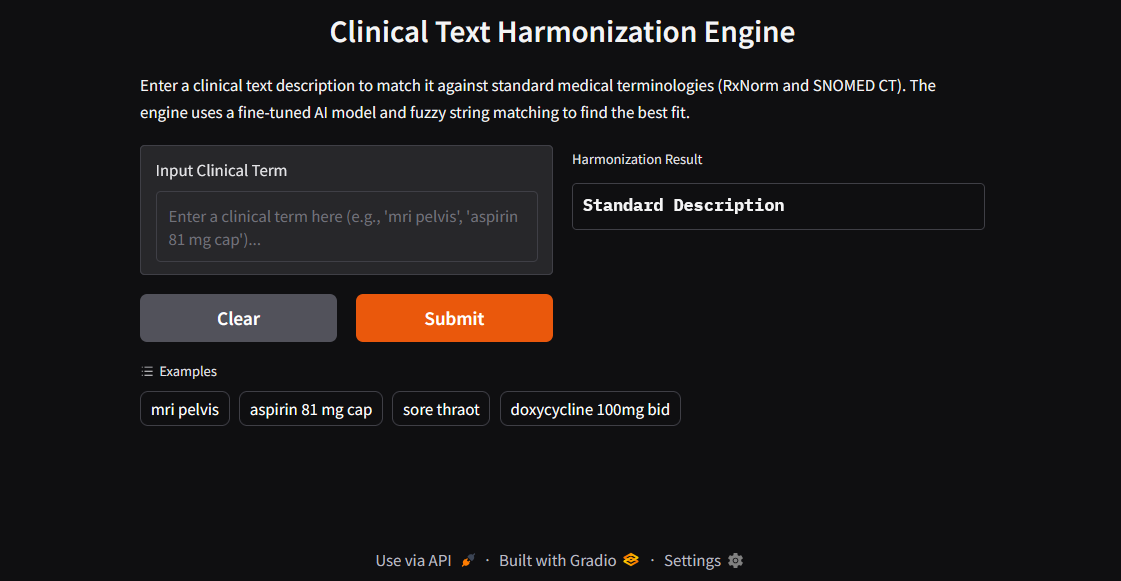 Clinical Text Harmonization Engine
Enter a clinical text description to match it against standard medical terminologies (RxNorm and SNOMED CT). The
engine uses a fine-tuned AI model and fuzzy string matching to find the best fit.
Input Clinical Term
Enter a clinical term here (e.g., 'mri pelvis', 'aspirin
81 mg cap')...
Harmonization Result
Standard Description
Clear
Submit
Examples
mri pelvis
aspirin 81 mg cap
sore thraot
doxycycline 100mg bid
Use via API · Built with Gradio · Settings